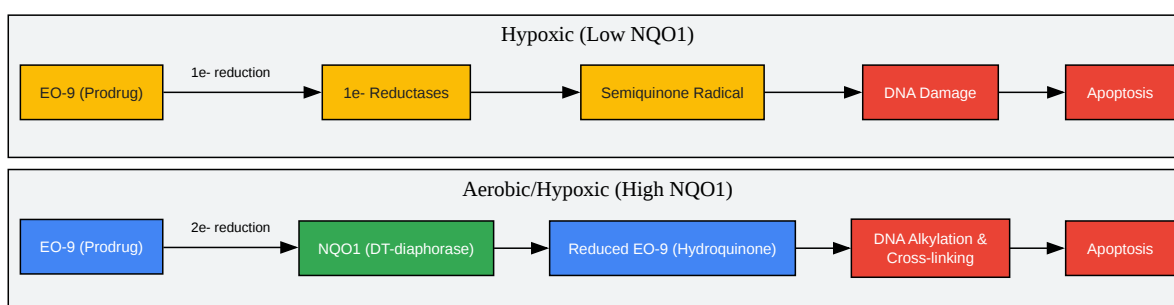 Hypoxic (Low NQO1)
EO-9 (Prodrug)
1e- reduction
1e- Reductases
Semiquinone Radical
DNA Damage
Apoptosis
Aerobic/Hypoxic (High NQO1)
EO-9 (Prodrug)
2e- reduction
NQO1 (DT-diaphorase)
Reduced EO-9 (Hydroquinone)
DNA Alkylation &
Cross-linking
Apoptosis